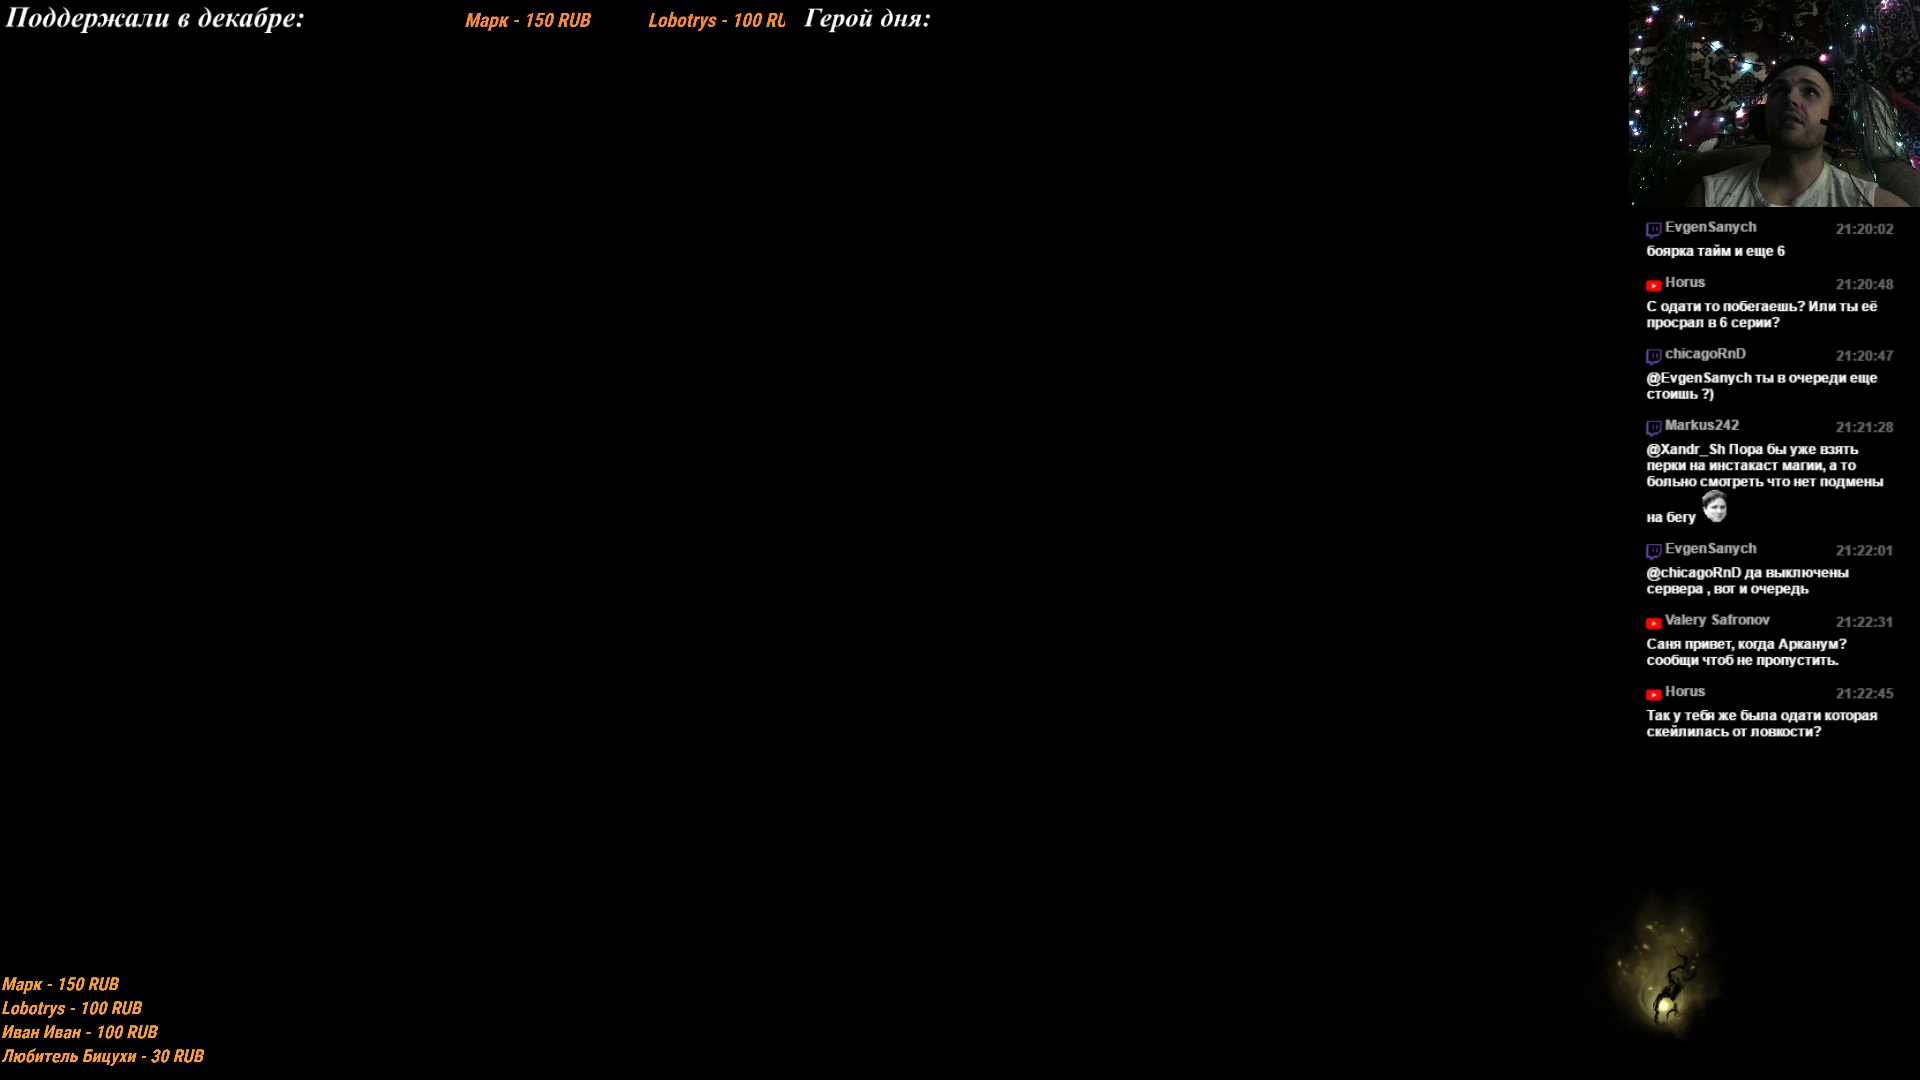 Поддержали в декабре:
Марк - 150 RUB
Lobotrys - 100 RU
Герой дня:
EvgenSanych 21:20:02
боярка тайм и еще 6
Horus 21:20:48
С одати то побегаешь? Или ты её
просрал в 6 серии?
chicagoRnD 21:20:47
@EvgenSanych ты в очереди еще
стоишь ?)
Markus242 21:21:28
@Xandr_Sh Пора бы уже взять
перки на инстакаст магии, а то
больно смотреть что нет подмены
на бегу
EvgenSanych 21:22:01
@chicagoRnD да выключены
сервера , вот и очередь
Valery Safronov 21:22:31
Саня привет, когда Арканум?
сообщи чтоб не пропустить.
Horus 21:22:45
Так у тебя же была одати которая
скейлилась от ловкости?
Марк - 150 RUB
Lobotrys - 100 RUB
Иван Иван - 100 RUB
Любитель Бицухи - 30 RUB